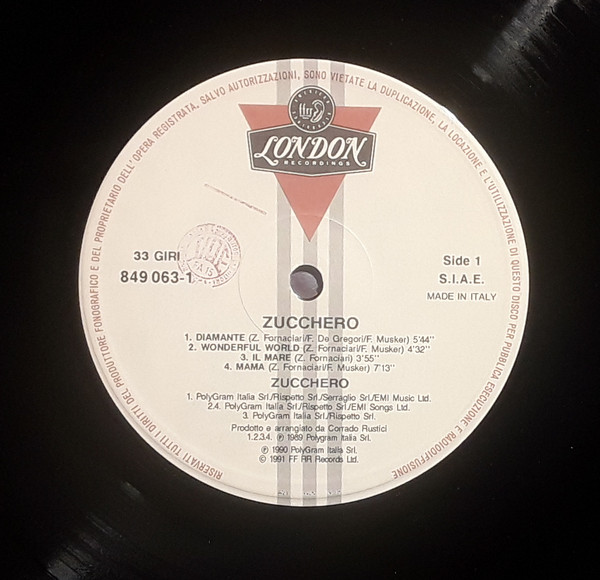 RISERVATI TUTTI I DIRITTI DEL PRODUTTORE FONOGRAFICO E DEL PROPRIETARIO DELL'OPERA REGISTRATA. SALVO AUTORIZZAZIONI, SONO VIETATE LA DUPLICAZIONE, LA LOCAZIONE E L'UTILIZZAZIONE DI QUESTO DISCO PER PUBBLICA ESECUZIONE E RADIODIFFUSIONE
ffrr
LONDON
RECORDINGS
33 GIRI
849 063-1
Side 1
S.I.A.E.
MADE IN ITALY
ZUCCHERO
1. DIAMANTE (Z. Fornaciari/F. De Gregori/F. Musker) 5'44''
2. WONDERFUL WORLD (Z. Fornaciari/F. Musker) 4'32''
3. IL MARE (Z. Fornaciari) 3'55''
4. MAMA (Z. Fornaciari/F. Musker) 7'13''
ZUCCHERO
1. PolyGram Italia Srl./Rispetto Srl./Serraglio Srl/EMI Music Ltd.
2.4. PolyGram Italia Srl./Rispetto Srl./EMI Songs Ltd.
3. PolyGram Italia Srl./Rispetto Srl.
Prodotto e arrangiato da Corrado Rustici
1.2.3.4. ℗ 1989 Polygram Italia Srl.
℗ 1990 PolyGram Italia Srl.
© 1991 FF RR Records Ltd.